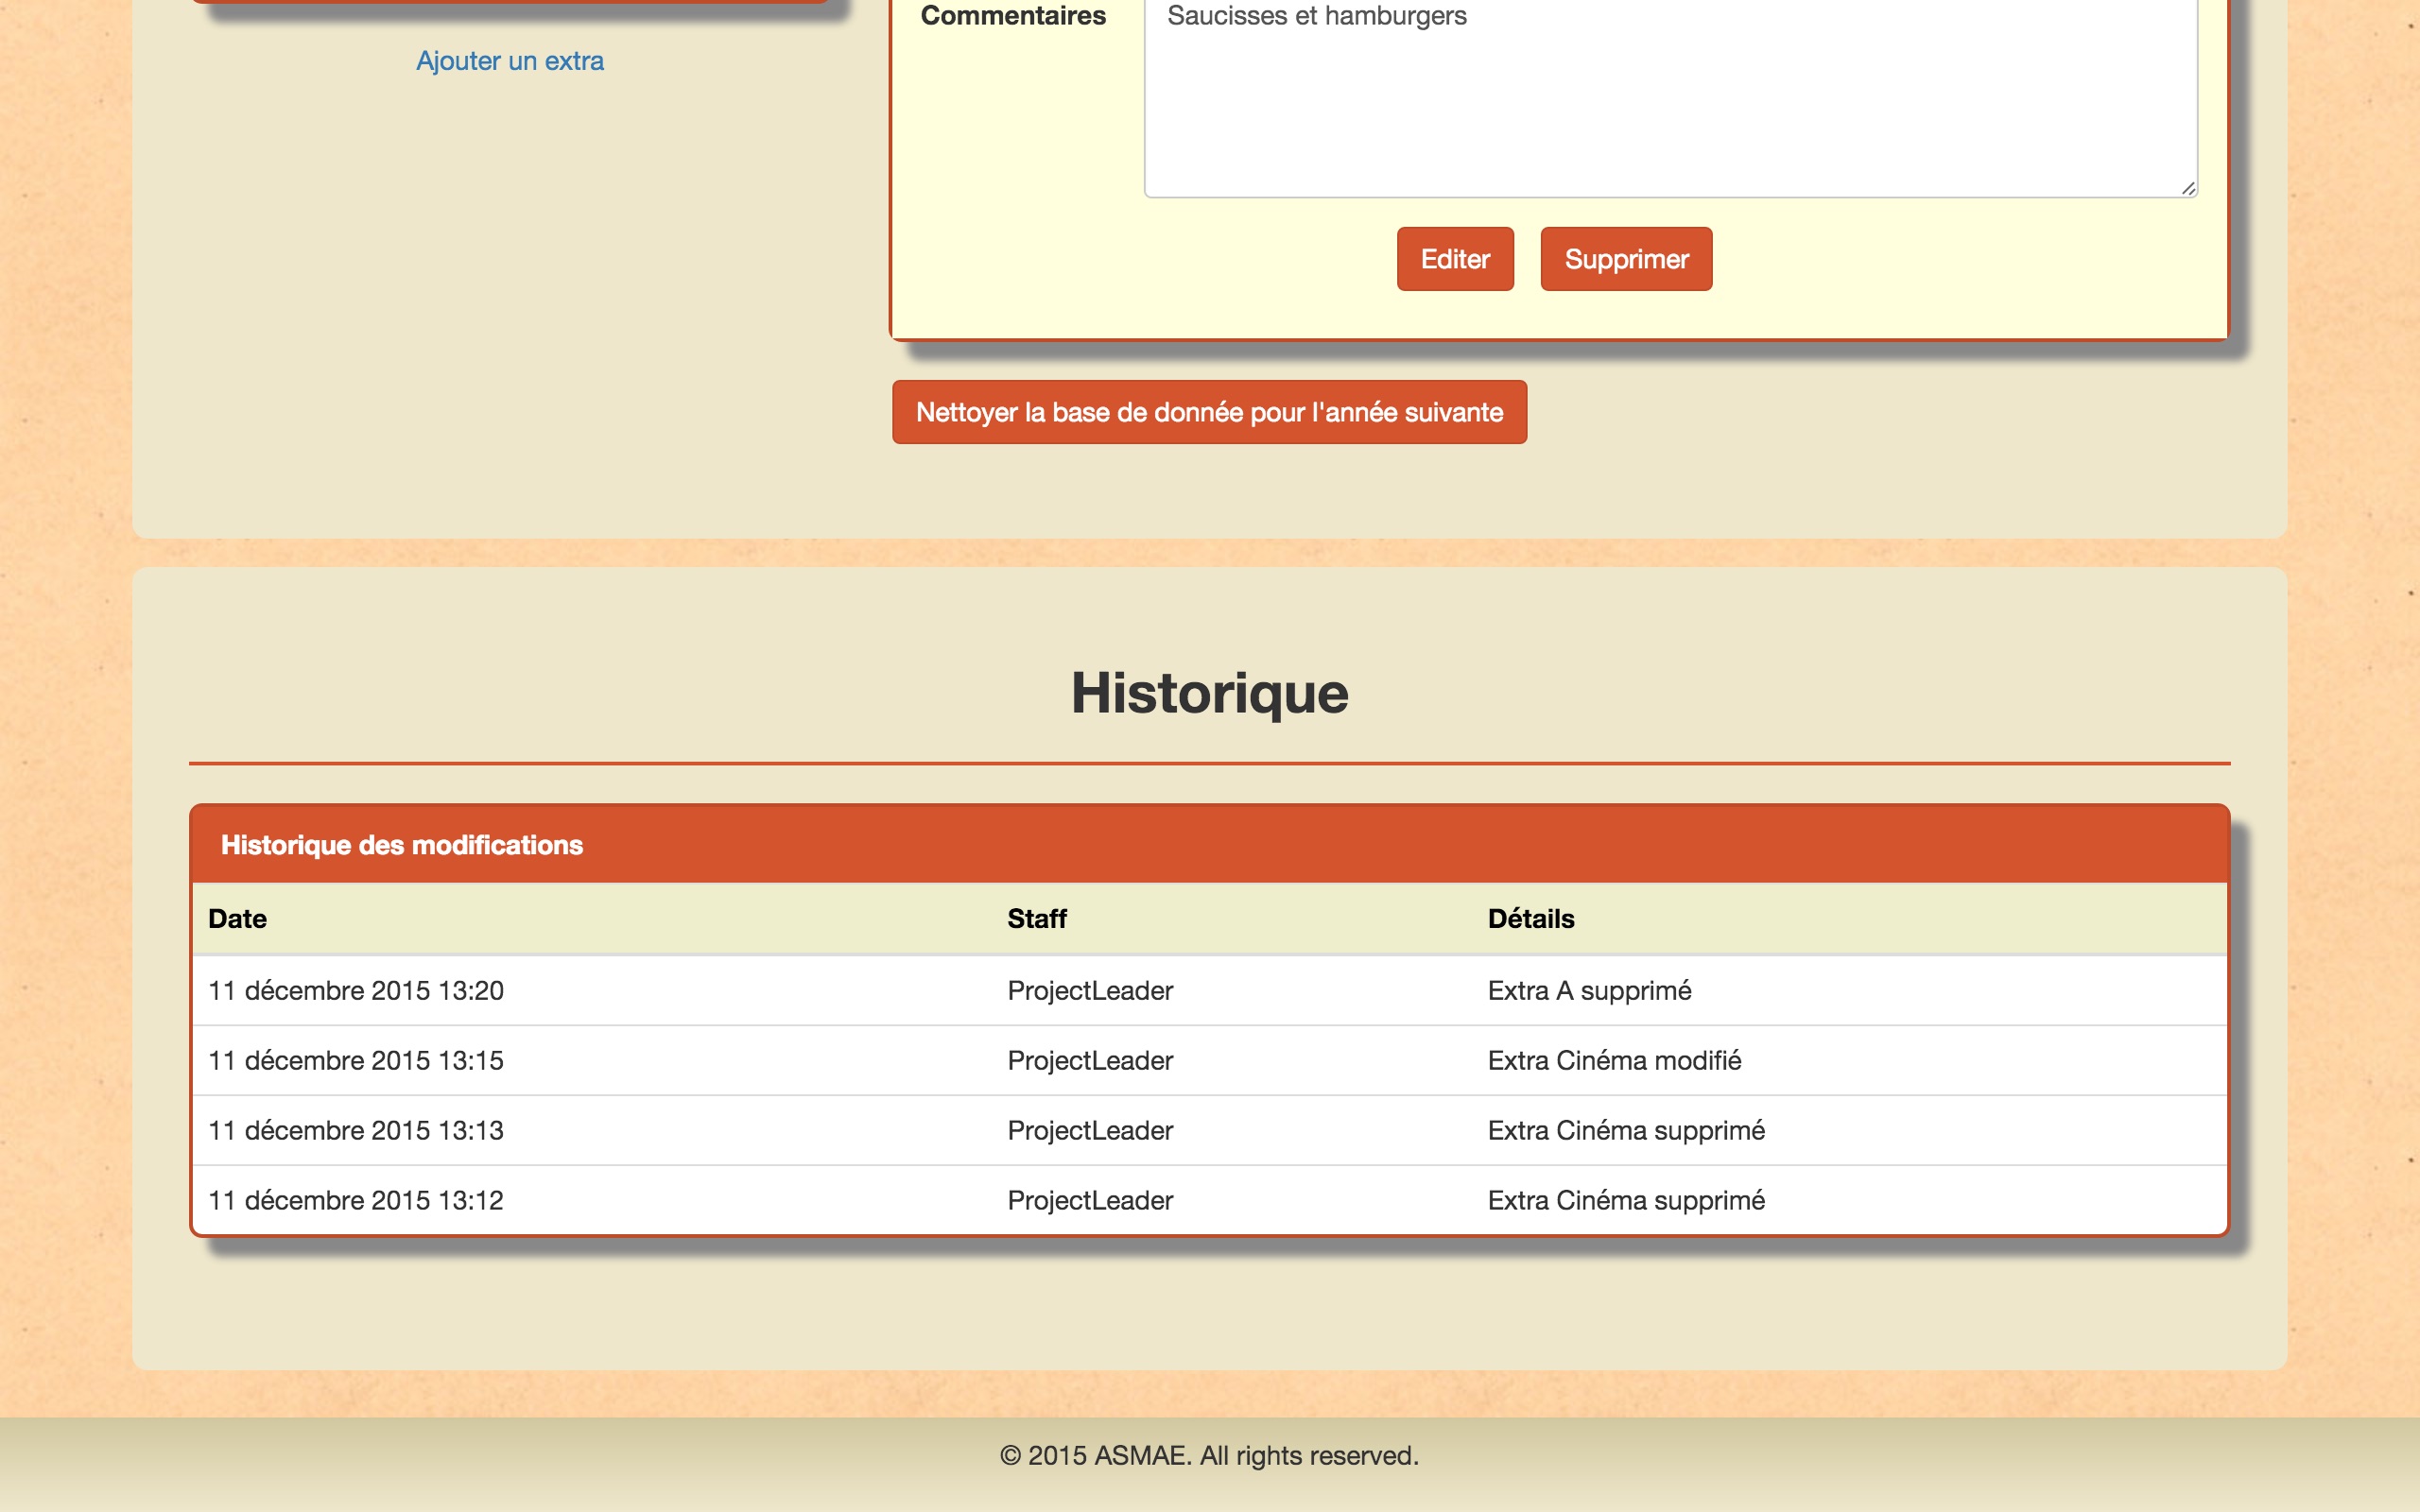 Commentaires Saucisses et hamburgers
Ajouter un extra
Editer Supprimer
Nettoyer la base de donnée pour l'année suivante
Historique
Historique des modifications
Date Staff Détails
11 décembre 2015 13:20 ProjectLeader Extra A supprimé
11 décembre 2015 13:15 ProjectLeader Extra Cinéma modifié
11 décembre 2015 13:13 ProjectLeader Extra Cinéma supprimé
11 décembre 2015 13:12 ProjectLeader Extra Cinéma supprimé
© 2015 ASMAE. All rights reserved.